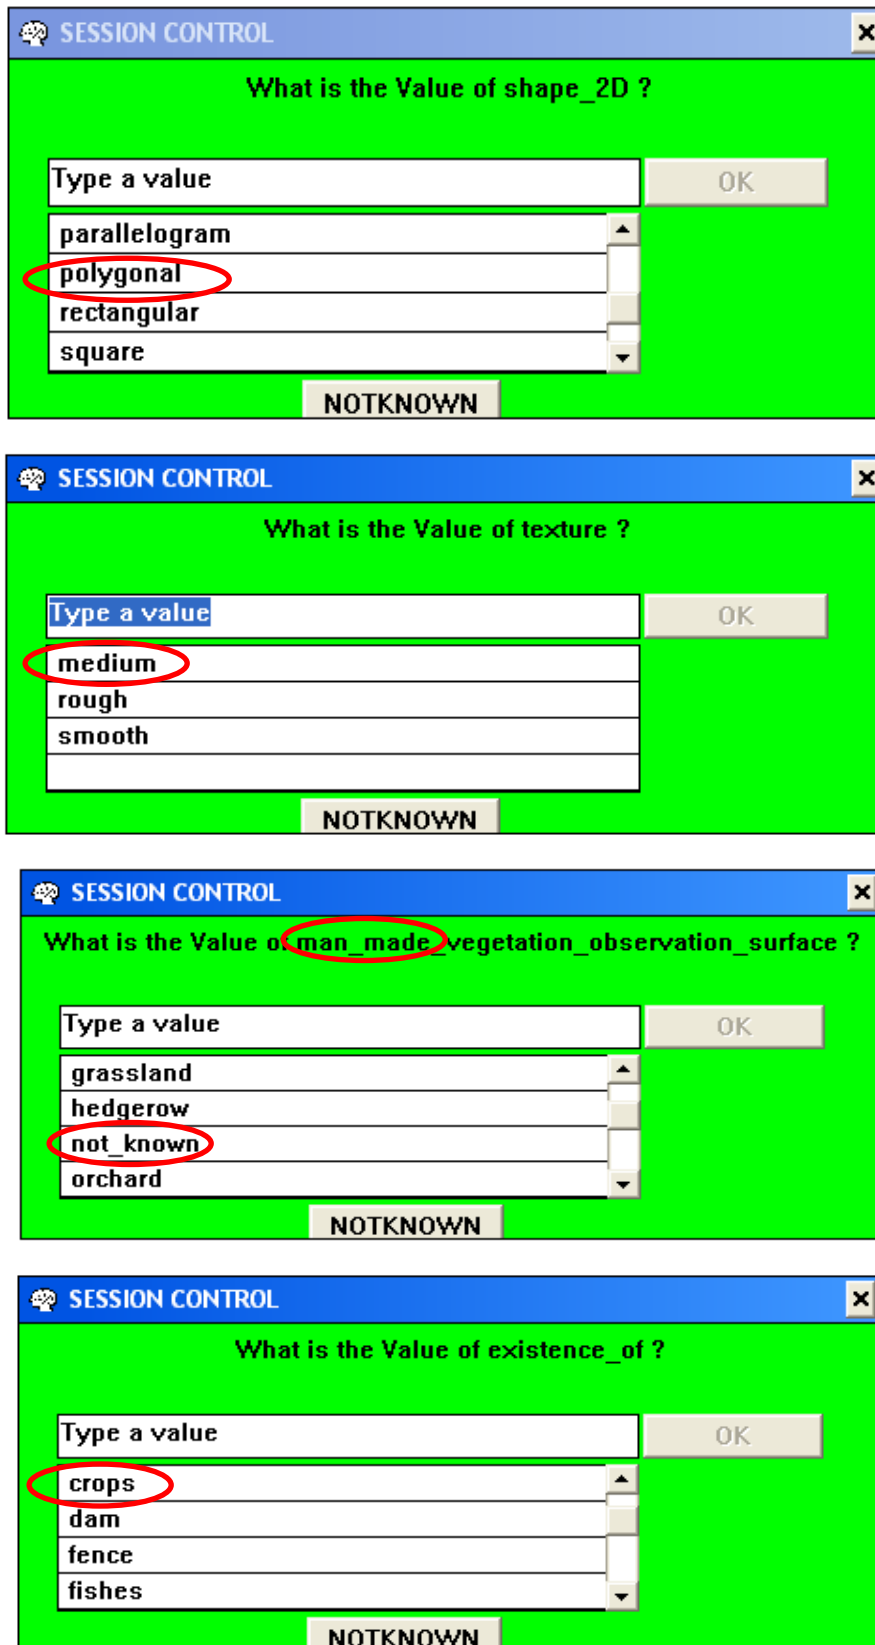 SESSION CONTROL
What is the Value of shape_2D ?
Type a value
OK
parallelogram
polygonal
rectangular
square
NOTKNOWN
SESSION CONTROL
What is the Value of texture ?
Type a value
OK
medium
rough
smooth
NOTKNOWN
SESSION CONTROL
What is the Value of man_made_vegetation_observation_surface ?
Type a value
OK
grassland
hedgerow
not_known
orchard
NOTKNOWN
SESSION CONTROL
What is the Value of existence_of ?
Type a value
OK
crops
dam
fence
fishes
NOTKNOWN